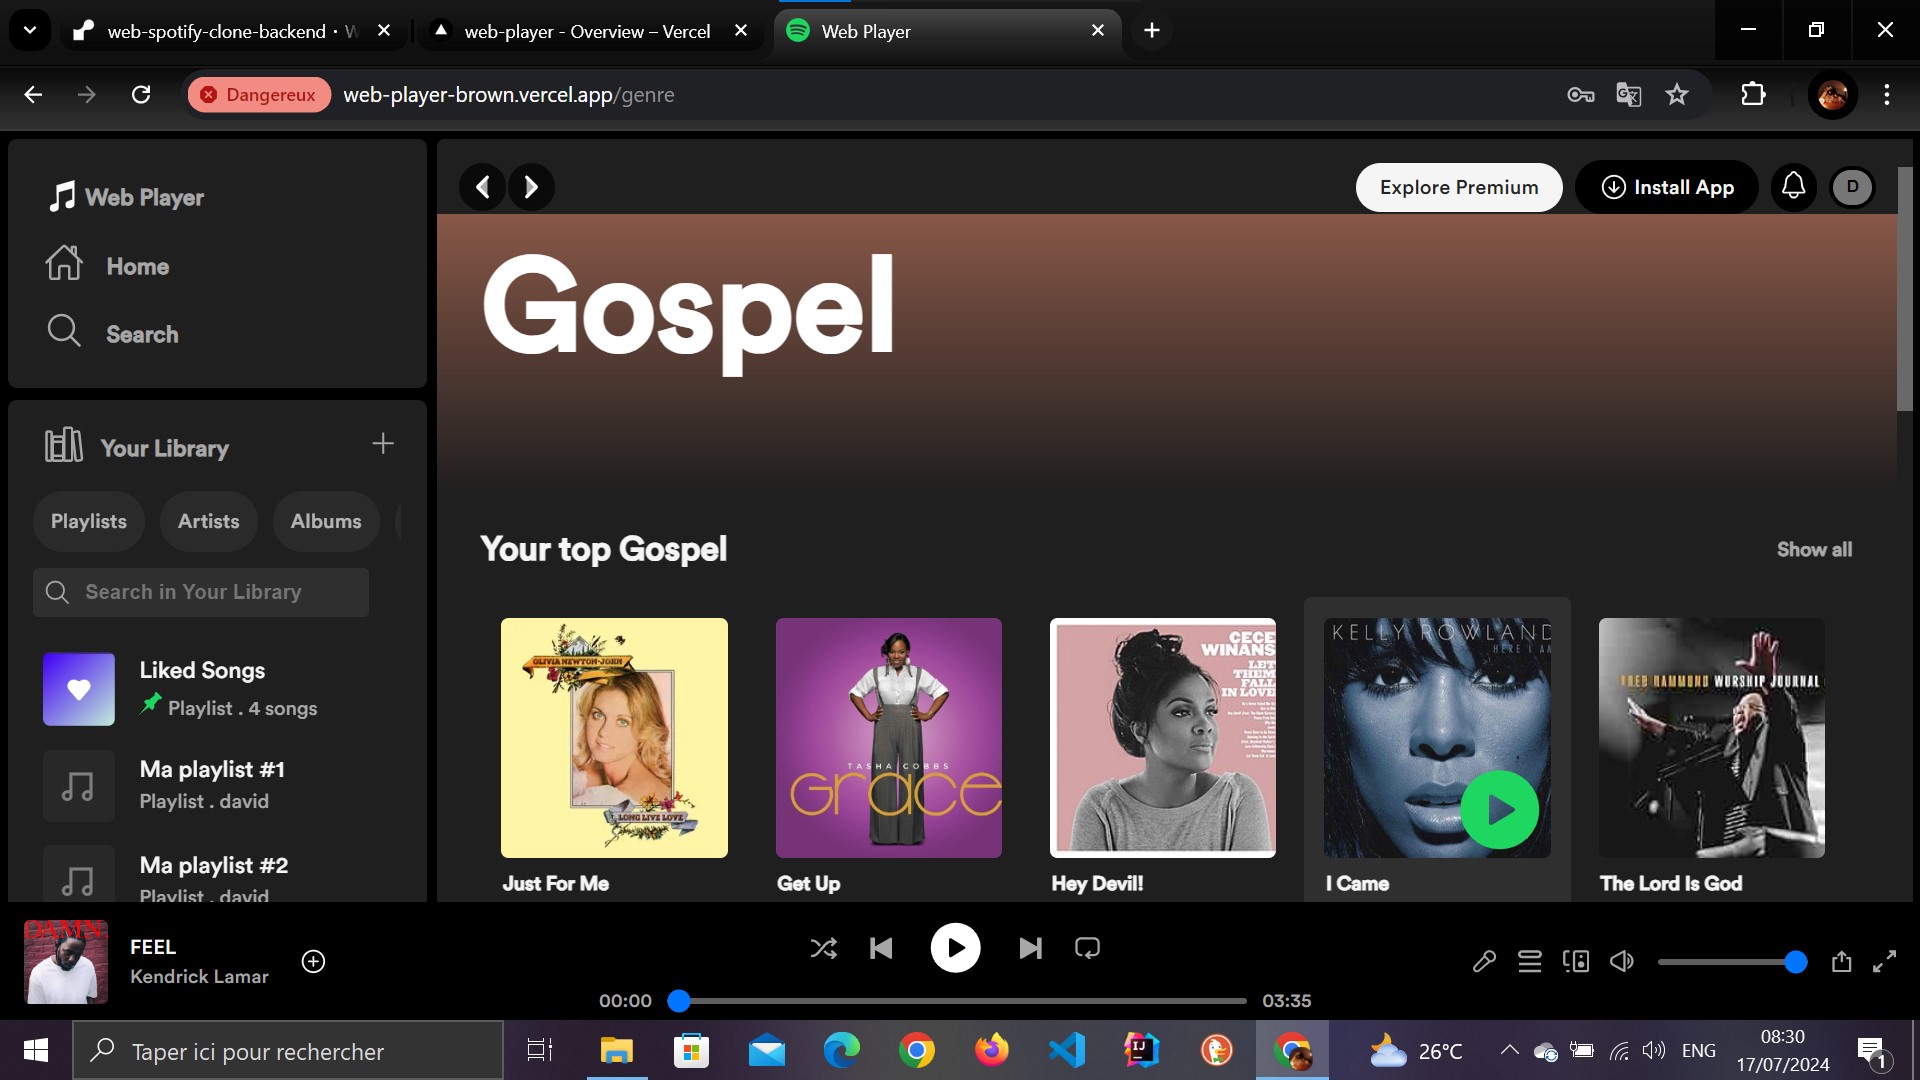 web-spotify-clone-backend · W
web-player - Overview – Vercel
Web Player
Dangereux
web-player-brown.vercel.app/genre
Web Player
Home
Search
Explore Premium
Install App
D
Gospel
Your Library
Playlists
Artists
Albums
Search in Your Library
Liked Songs
Playlist . 4 songs
Ma playlist #1
Playlist . david
Ma playlist #2
Playlist . david
Your top Gospel
Show all
OLIVIA NEWTON-JOHN
LONG LIVE LOVE
Just For Me
TASHA COBBS
Grace
Get Up
CECE
WINANS
LET
THEM
FALL
IN LOVE
Hey Devil!
KELLY ROWLAND
HERE I AM
I Came
FRED HAMMOND WORSHIP JOURNAL
The Lord Is God
DAMN.
FEEL
Kendrick Lamar
00:00
03:35
Taper ici pour rechercher
IJ
26°C
ENG
08:30
17/07/2024
1